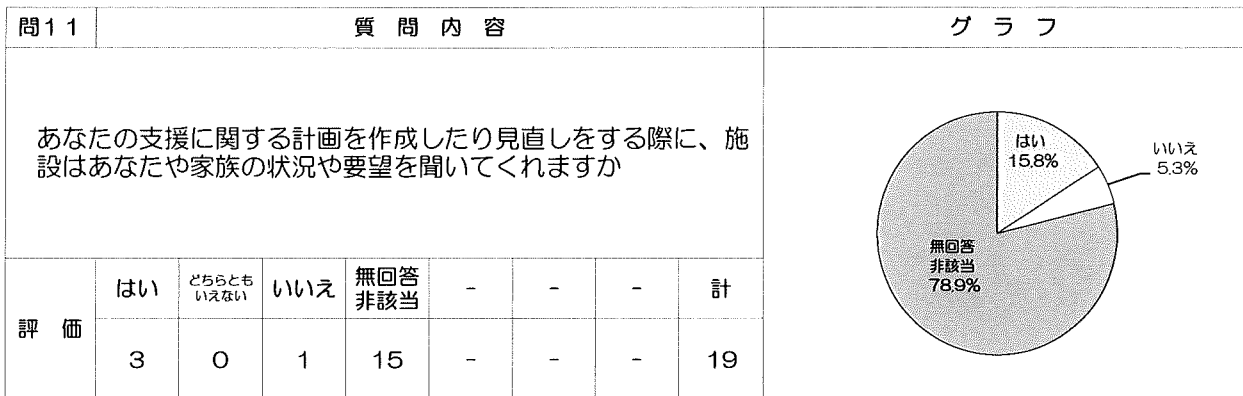 問11
質問内容
グラフ
あなたの支援に関する計画を作成したり見直しをする際に、施
設はあなたや家族の状況や要望を聞いてくれますか
はい
15.8%
いいえ
5.3%
無回答
非該当
78.9%
評価
はい
どちらとも
いえない
いいえ
無回答
非該当
-
-
-
計
3
0
1
15
-
-
-
19